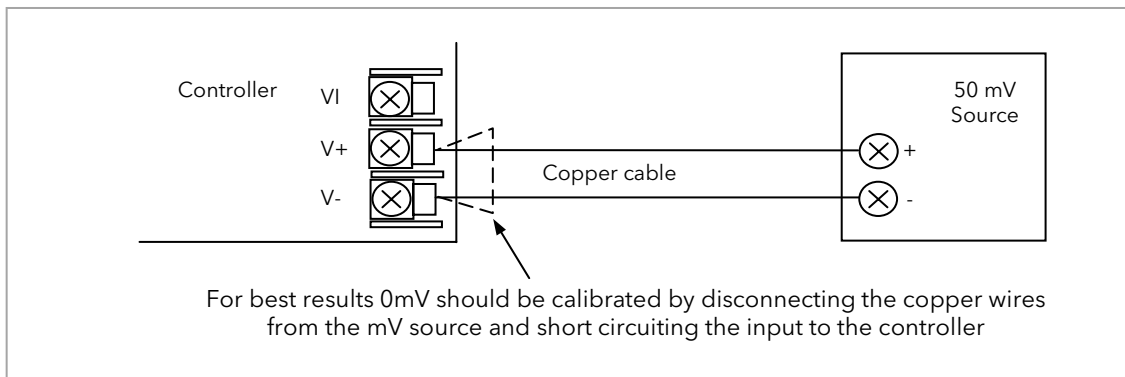 Controller
VI
V+
V-
Copper cable
50 mV
Source
+
-
For best results 0mV should be calibrated by disconnecting the copper wires
from the mV source and short circuiting the input to the controller